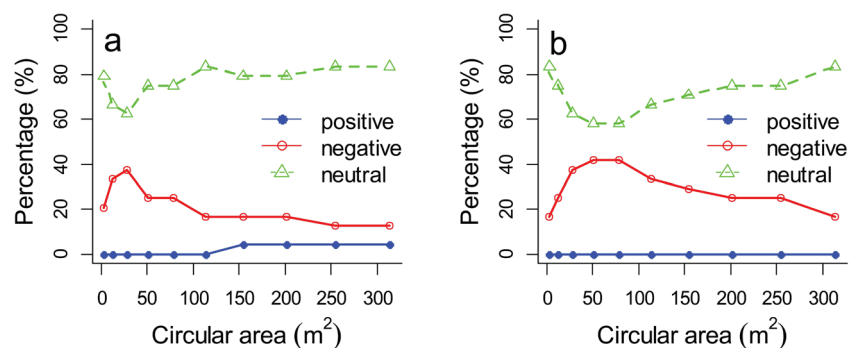 a
Percentage (%)
100
80
60
40
20
0
positive
negative
neutral
0 50 100 150 200 250 300
Circular area (m²)
b
Percentage (%)
100
80
60
40
20
0
positive
negative
neutral
0 50 100 150 200 250 300
Circular area (m²)